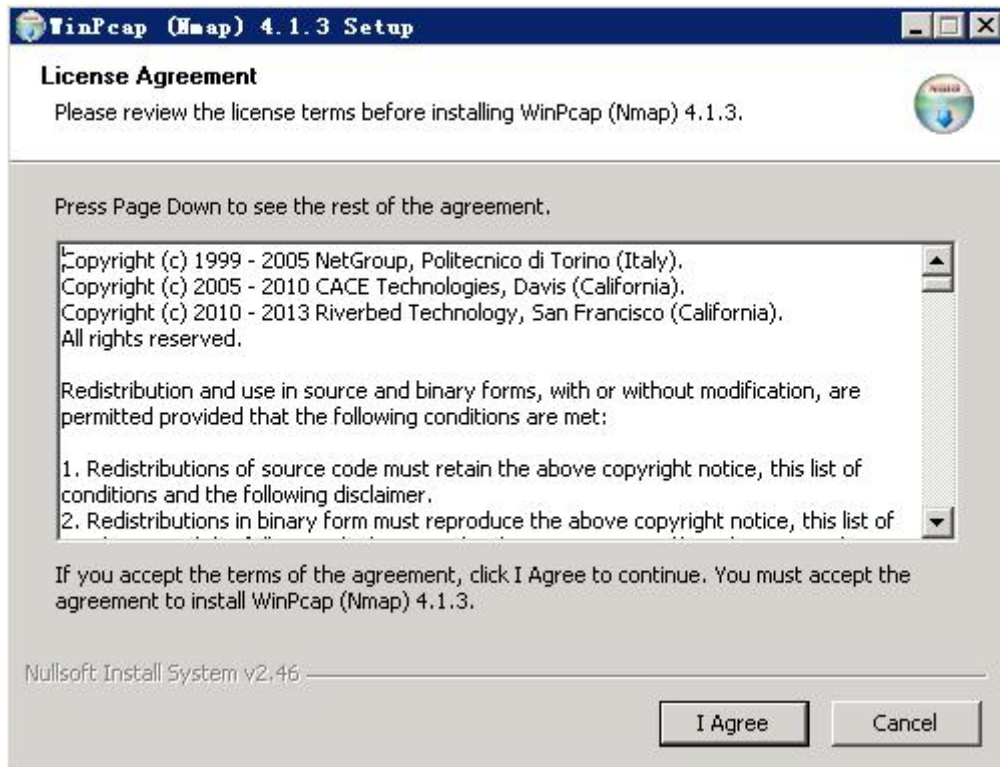 WinPcap (Nmap) 4.1.3 Setup
License Agreement
Please review the license terms before installing WinPcap (Nmap) 4.1.3.
Press Page Down to see the rest of the agreement.
Copyright (c) 1999 - 2005 NetGroup, Politecnico di Torino (Italy).
Copyright (c) 2005 - 2010 CACE Technologies, Davis (California).
Copyright (c) 2010 - 2013 Riverbed Technology, San Francisco (California).
All rights reserved.
Redistribution and use in source and binary forms, with or without modification, are
permitted provided that the following conditions are met:
1. Redistributions of source code must retain the above copyright notice, this list of
conditions and the following disclaimer.
2. Redistributions in binary form must reproduce the above copyright notice, this list of
If you accept the terms of the agreement, click I Agree to continue. You must accept the
agreement to install WinPcap (Nmap) 4.1.3.
Nullsoft Install System v2.46
I Agree
Cancel